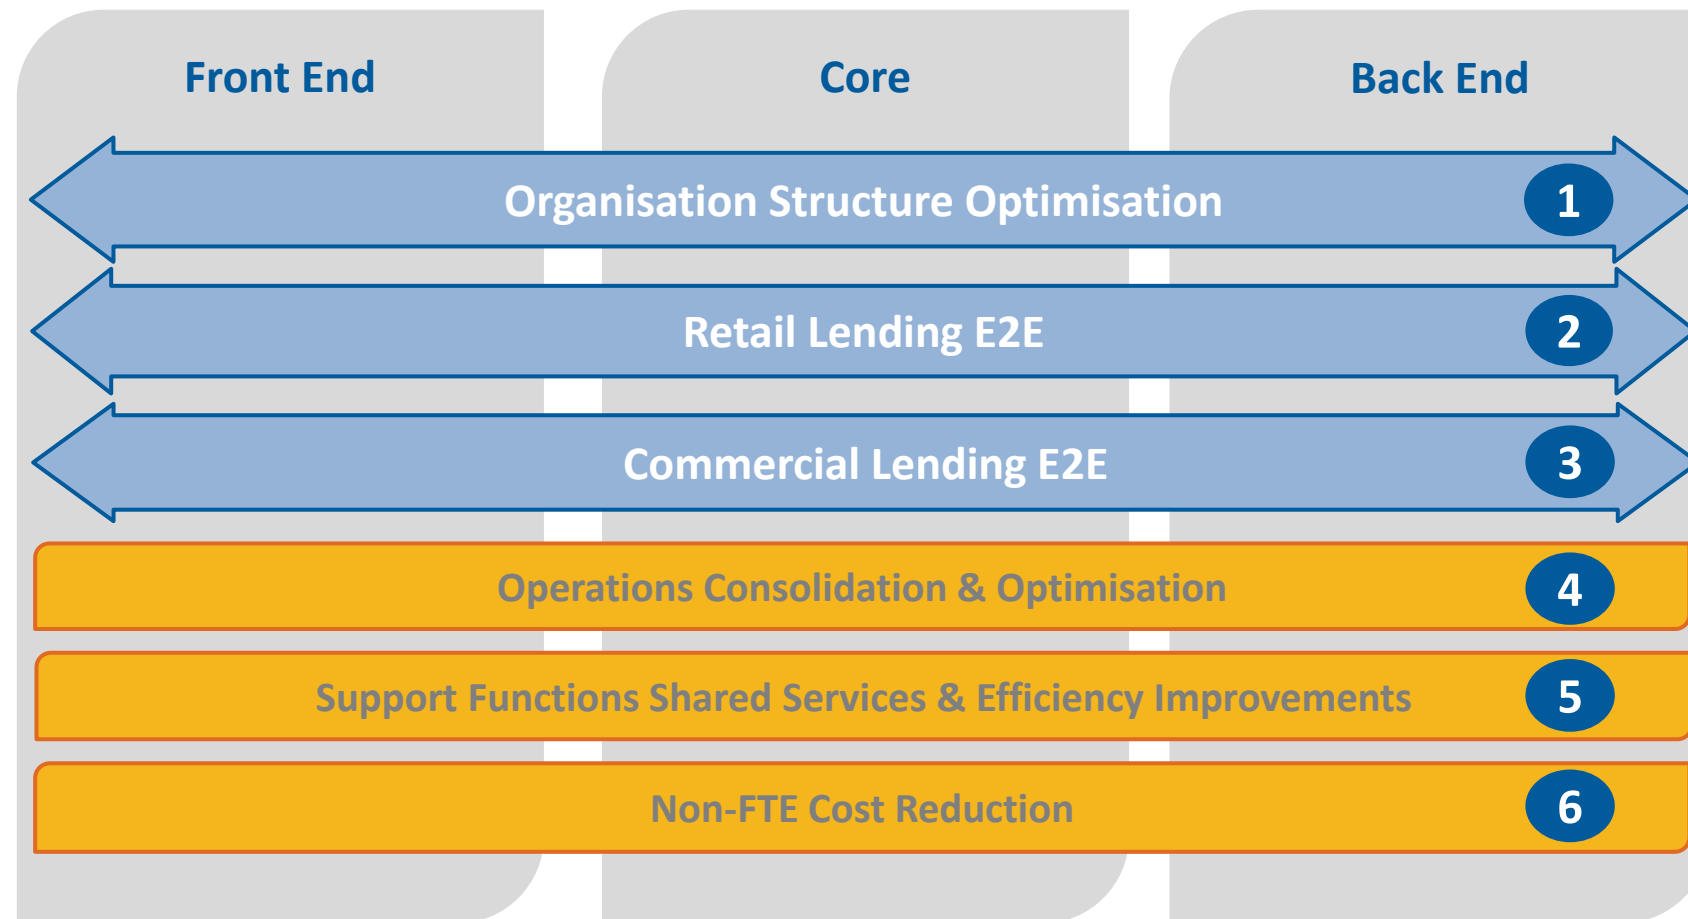 Front End
Core
Back End
Organisation Structure Optimisation
1
Retail Lending E2E
2
Commercial Lending E2E
3
Operations Consolidation & Optimisation
4
Support Functions Shared Services & Efficiency Improvements
5
Non-FTE Cost Reduction
6